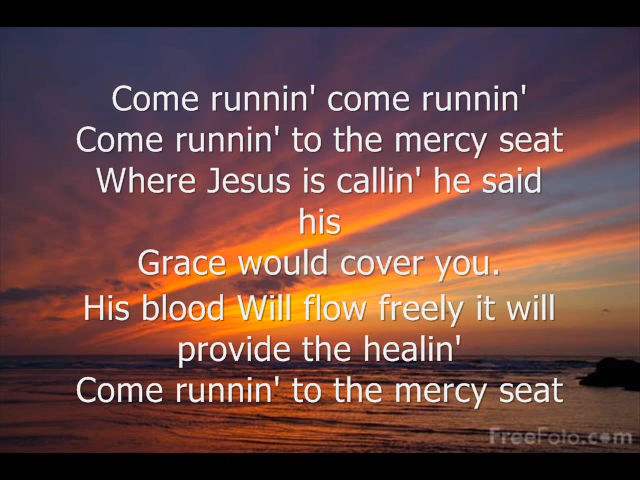 Come runnin' come runnin'
Come runnin' to the mercy seat
Where Jesus is callin' he said
his
Grace would cover you.
His blood Will flow freely it will
provide the healin'
Come runnin' to the mercy seat
FreeFoto.com